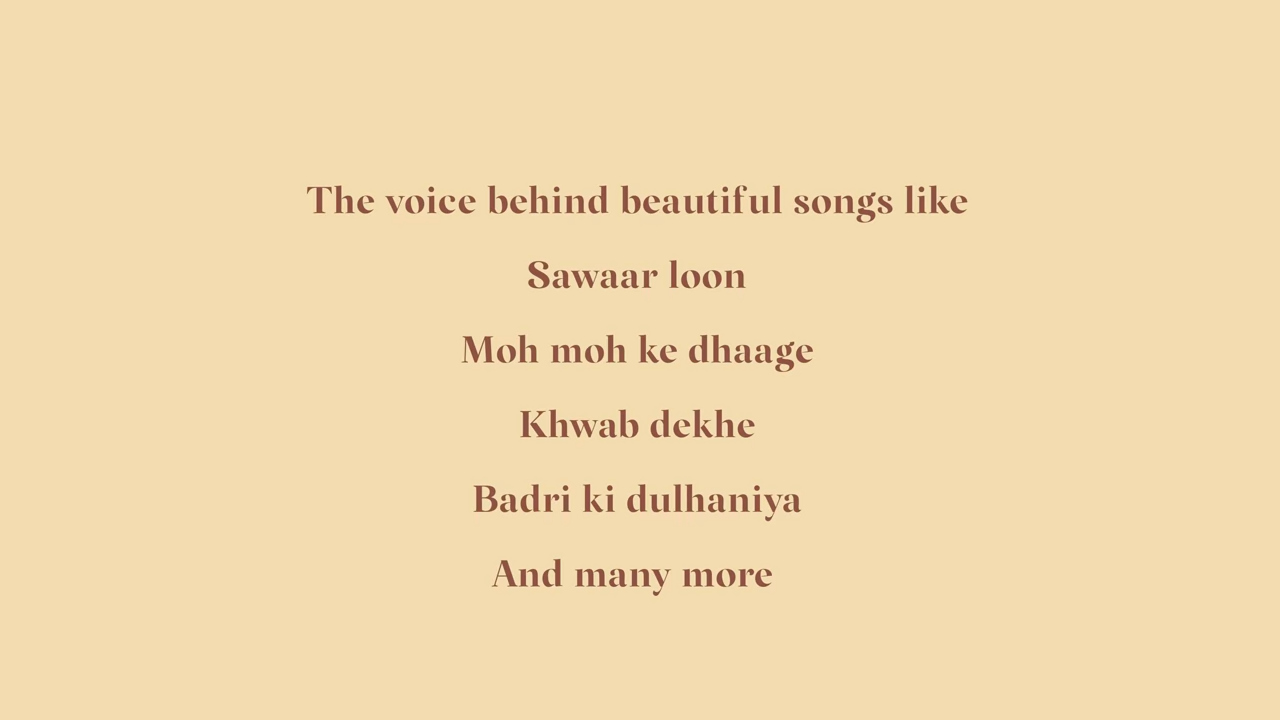 The voice behind beautiful songs like
Sawaar loon
Moh moh ke dhaage
Khwab dekhe
Badri ki dulhaniya
And many more